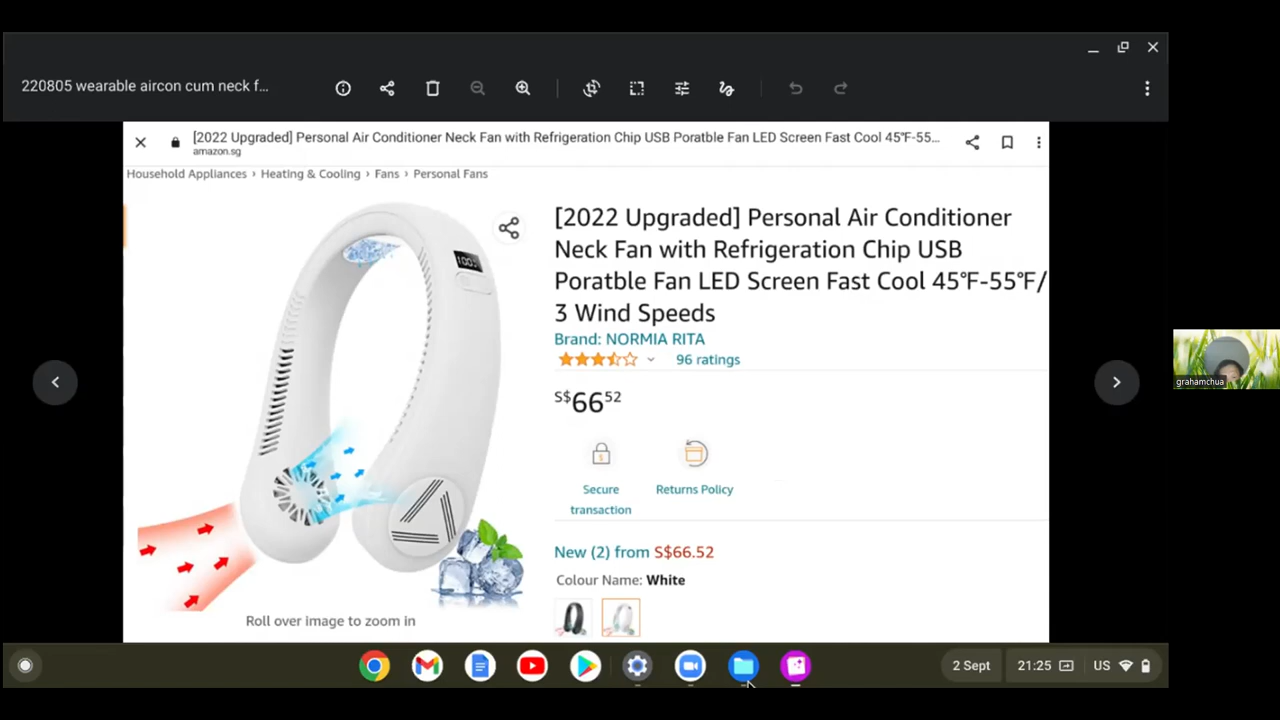 220805 wearable aircon cum neck f...
[2022 Upgraded] Personal Air Conditioner Neck Fan with Refrigeration Chip USB Poratble Fan LED Screen Fast Cool 45℉-55...
amazon.sg
Household Appliances › Heating & Cooling › Fans › Personal Fans
[2022 Upgraded] Personal Air Conditioner
Neck Fan with Refrigeration Chip USB
Poratble Fan LED Screen Fast Cool 45℉-55℉/
3 Wind Speeds
Brand: NORMIA RITA
96 ratings
S$66 52
100%
Secure
transaction
Returns Policy
New (2) from S$66.52
Colour Name: White
Roll over image to zoom in
grahamchua
2 Sept
21:25
US